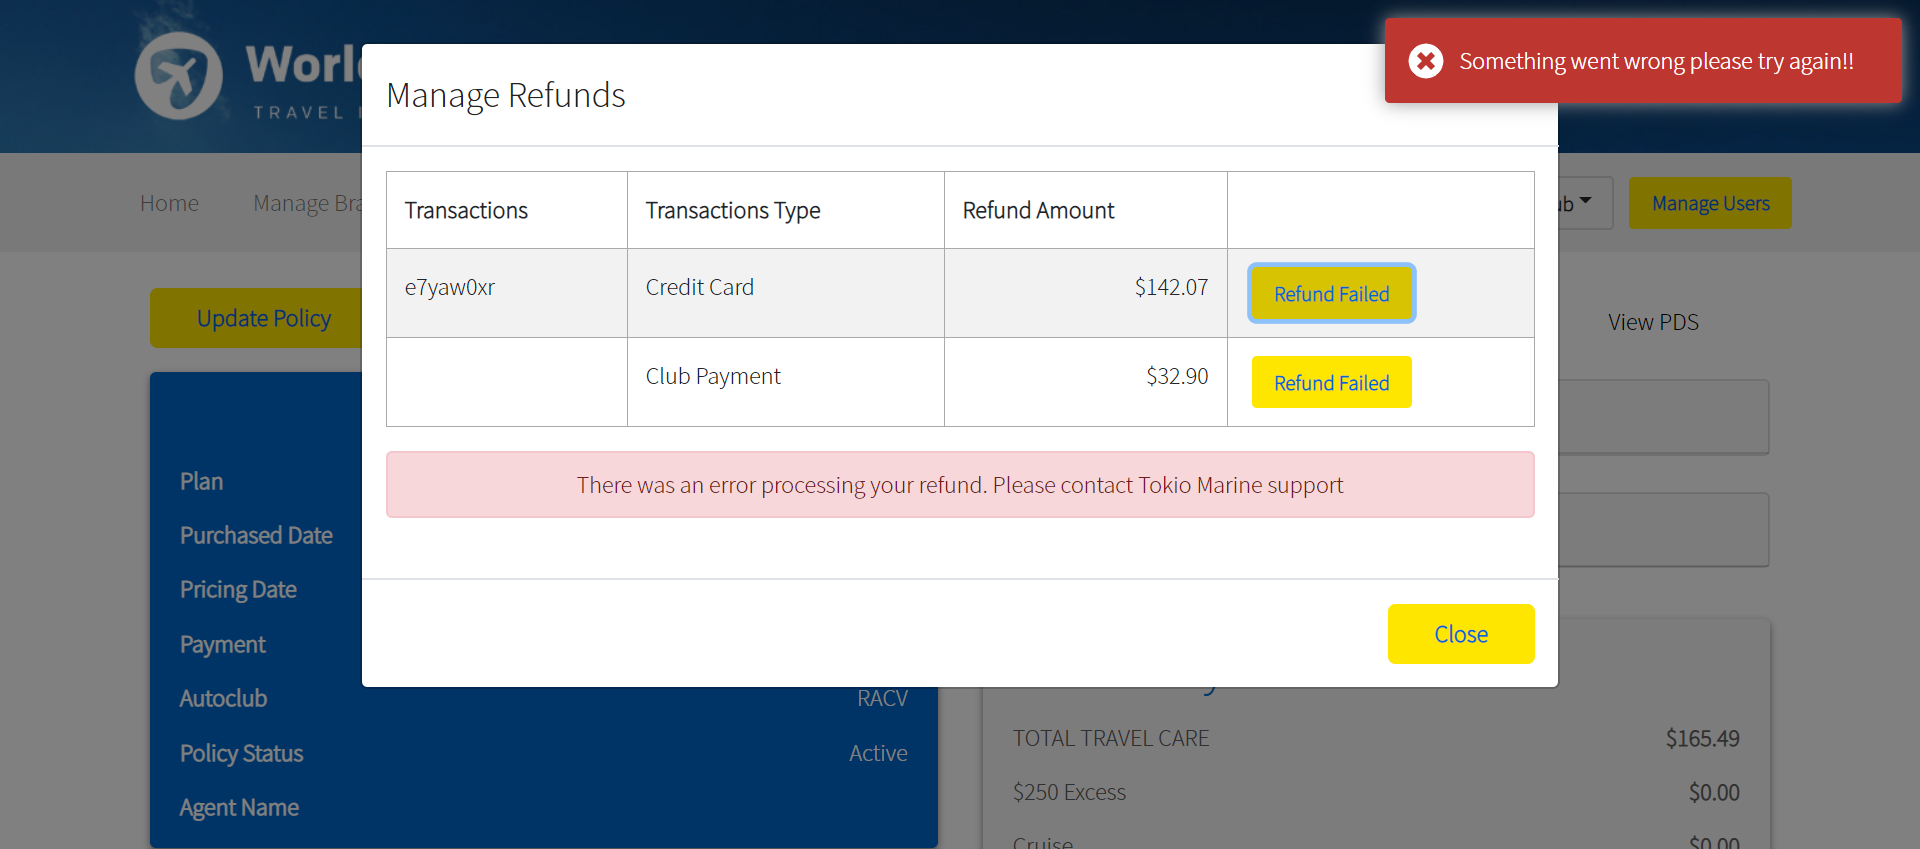 Worl
TRAVEL
Something went wrong please try again!!
Manage Refunds
Home
Manage Bra
ub
Manage Users
Transactions
Transactions Type
Refund Amount
e7yaw0xr
Credit Card
$142.07
Refund Failed
Club Payment
$32.90
Refund Failed
There was an error processing your refund. Please contact Tokio Marine support
Close
Update Policy
View PDS
Plan
Purchased Date
Pricing Date
Payment
Autoclub
RACV
Policy Status
Active
Agent Name
TOTAL TRAVEL CARE
$165.49
$250 Excess
$0.00
Cruise
$0.00